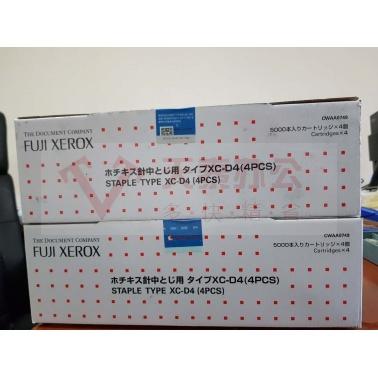 CWAA0748
THE DOCUMENT COMPANY
FUJI XEROX
5000本入りカートリッジ×4個
Cartridges×4
ホチキス針中とじ用 タイプXC-D4(4PCS)
STAPLE TYPE XC-D4 (4PCS)
THE DOCUMENT COMPANY
FUJI XEROX
CWAA0748
5000本入りカートリッジ×4個
Cartridges×4
ホチキス針中とじ用 タイプXC-D4(4PCS)
STAPLE TYPE XC-D4 (4PCS)